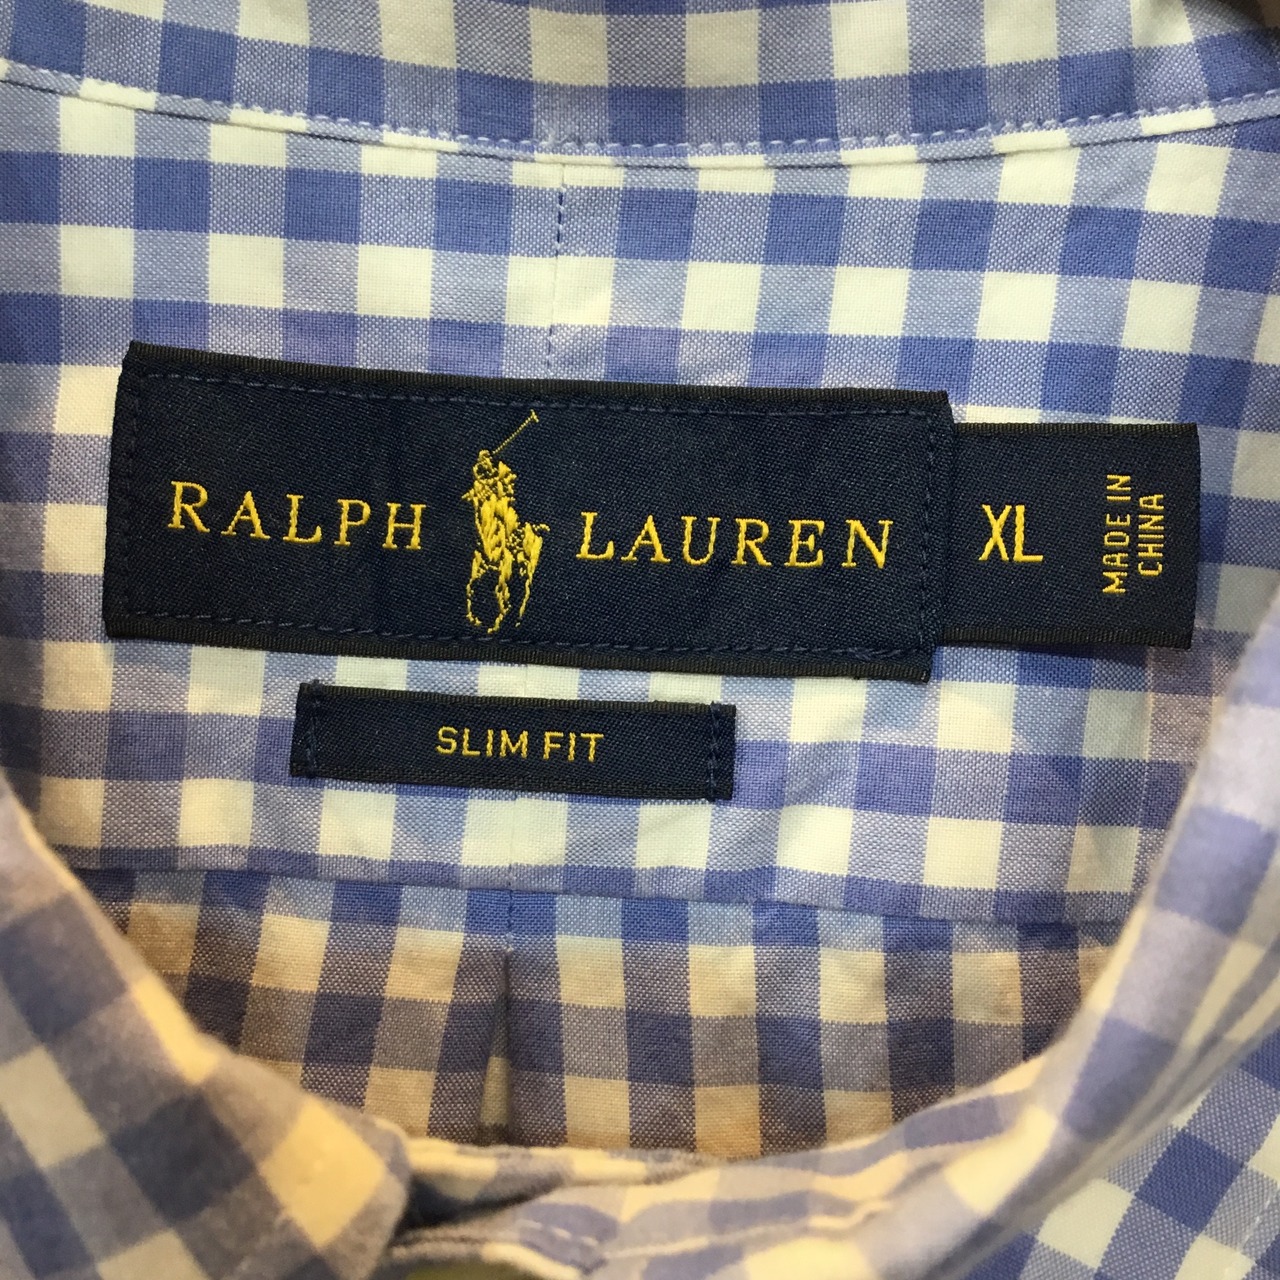 RALPH LAUREN XL
MADE IN
CHINA
SLIM FIT